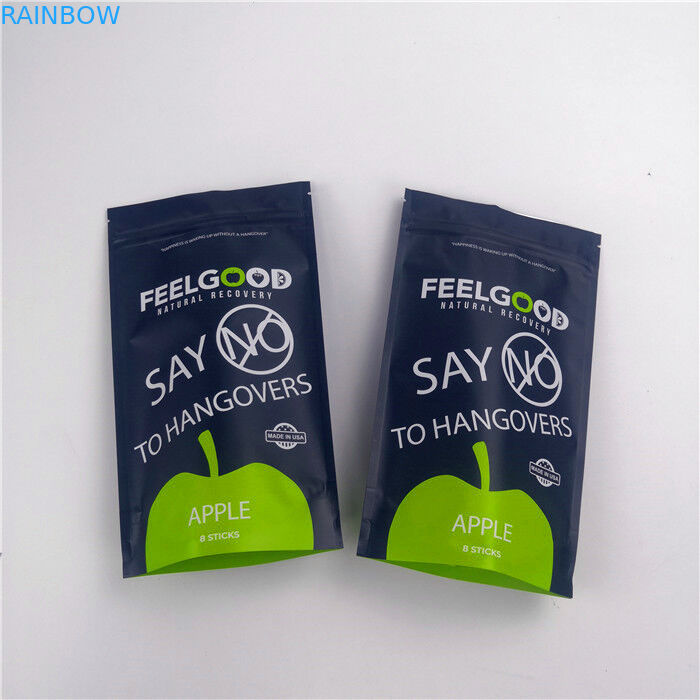 RAINBOW
"HAPPINESS IS WAKING UP WITHOUT A HANGOVER"
FEELGOOD
NATURAL RECOVERY
SAY NO
TO HANGOVERS
MADE IN USA
APPLE
8 STICKS
"HAPPINESS IS WAKING UP WITHOUT A HANGOVER"
FEELGOOD
NATURAL RECOVERY
SAY NO
TO HANGOVERS
MADE IN USA
APPLE
8 STICKS